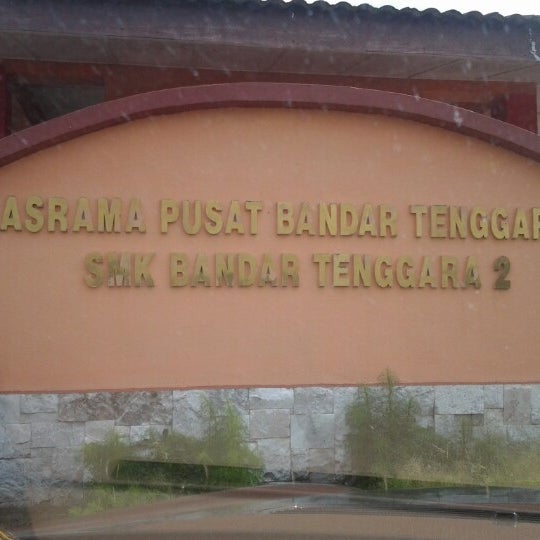 ASRAMA PUSAT BANDAR TENGGAR
SMK BANDAR TENGGARA 2